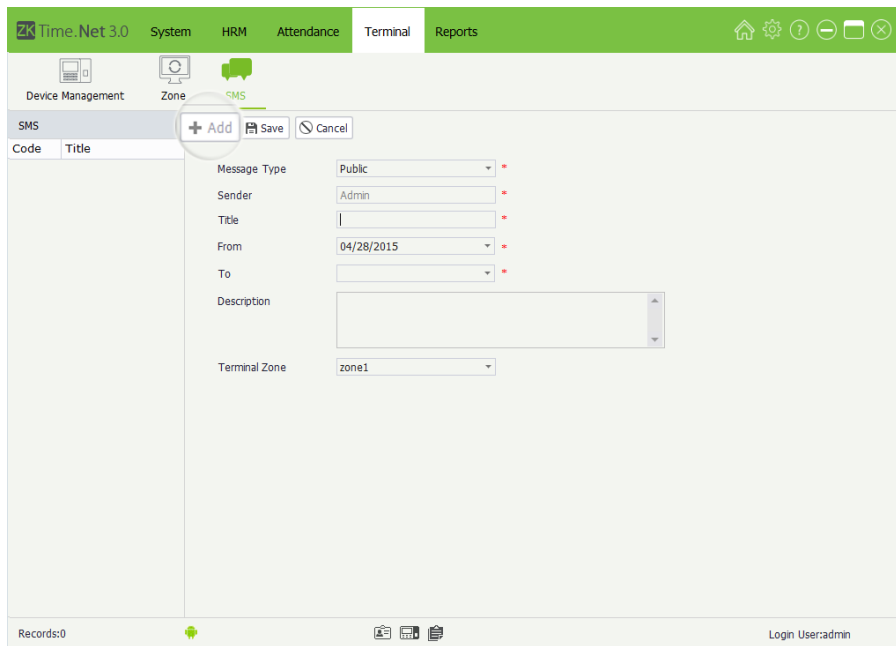 ZK Time.Net 3.0 System HRM Attendance Terminal Reports
Device Management Zone SMS
SMS + Add Save Cancel
Code Title
Message Type Public *
Sender Admin *
Title *
From 04/28/2015 *
To *
Description
Terminal Zone zone1
Records:0 Login User:admin